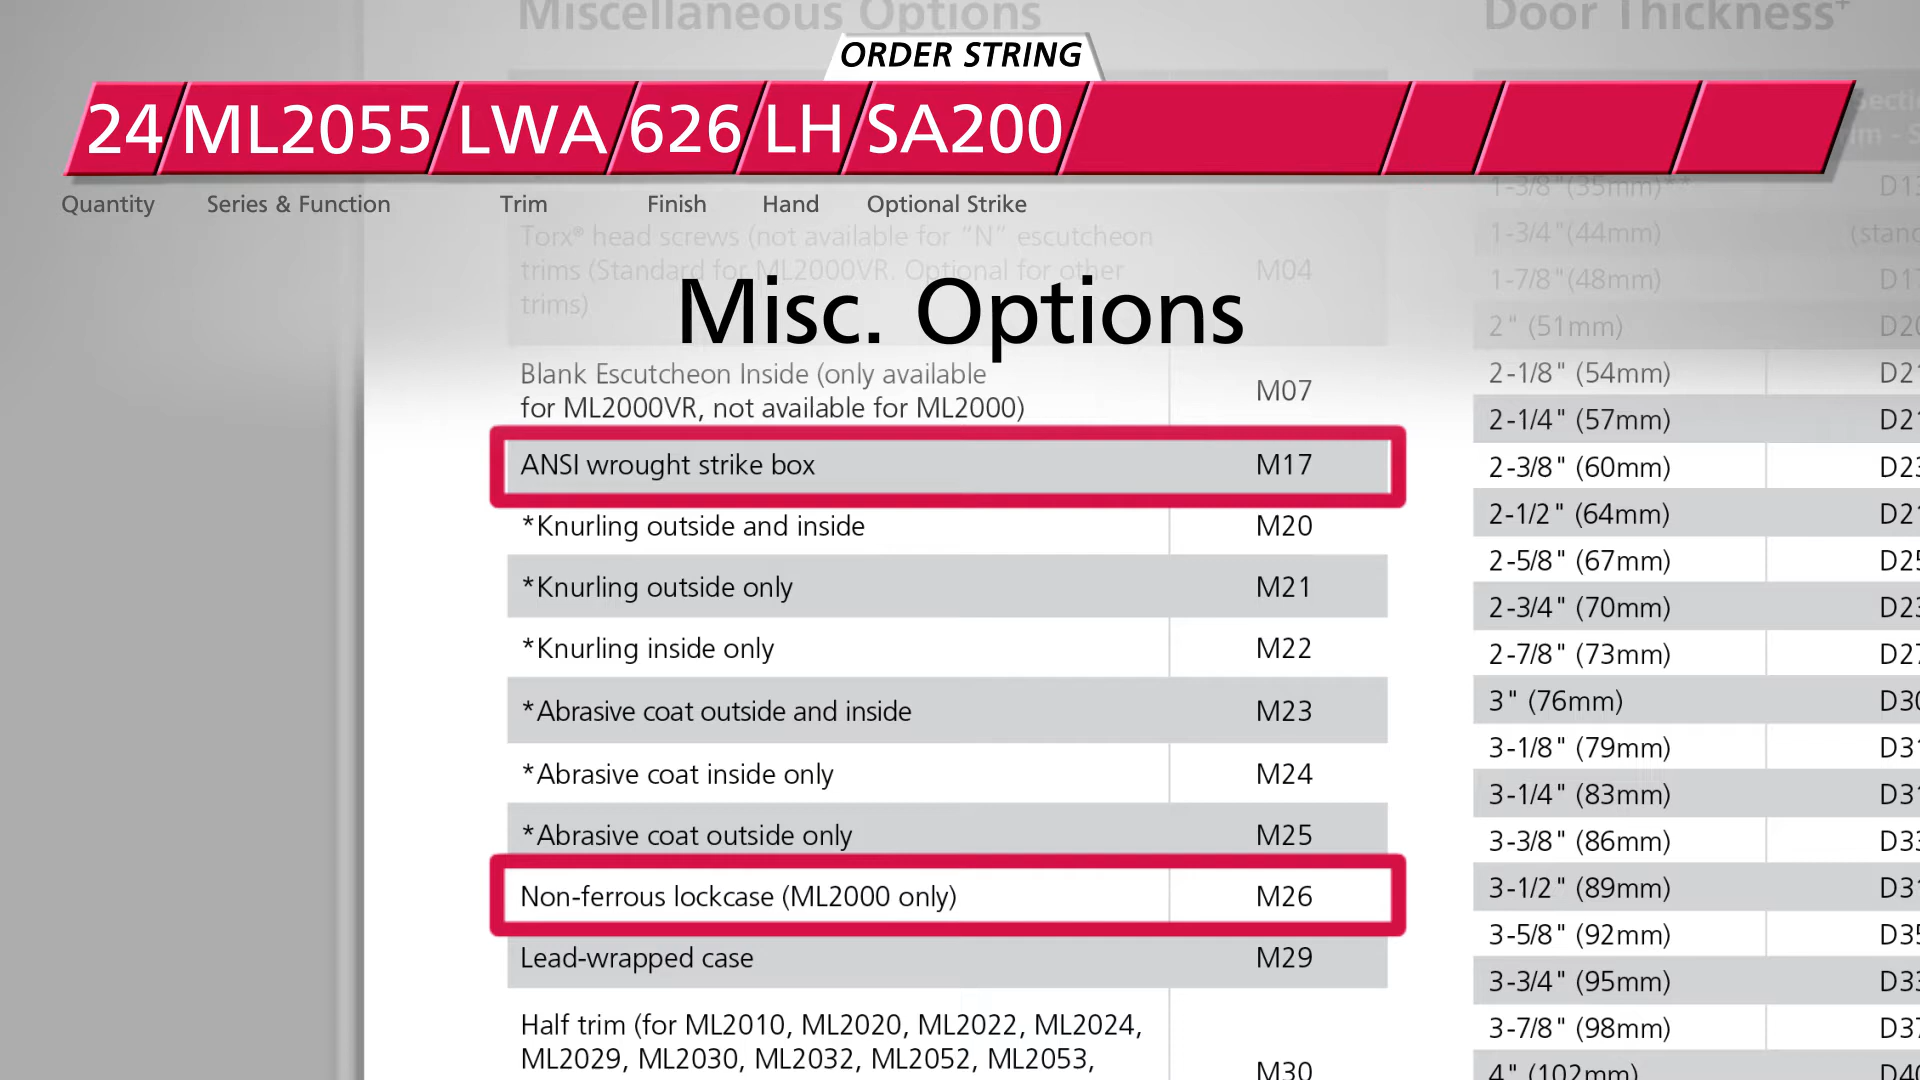 Miscellaneous Options
Door Thickness+
ORDER STRING
24 ML2055 LWA 626 LH SA200
Quantity Series & Function Trim Finish Hand Optional Strike
Misc. Options
Torx® head screws (not available for "N" escutcheon
trims (Standard for ML2000VR. Optional for other
trims)
M04
Blank Escutcheon Inside (only available
for ML2000VR, not available for ML2000)
M07
ANSI wrought strike box M17
*Knurling outside and inside M20
*Knurling outside only M21
*Knurling inside only M22
*Abrasive coat outside and inside M23
*Abrasive coat inside only M24
*Abrasive coat outside only M25
Non-ferrous lockcase (ML2000 only) M26
Lead-wrapped case M29
Half trim (for ML2010, ML2020, ML2022, ML2024,
ML2029, ML2030, ML2032, ML2052, ML2053,
M30
1-3/8"(35mm)**
1-3/4"(44mm)
1-7/8"(48mm)
2" (51mm)
2-1/8" (54mm)
2-1/4" (57mm)
2-3/8" (60mm)
2-1/2" (64mm)
2-5/8" (67mm)
2-3/4" (70mm)
2-7/8" (73mm)
3" (76mm)
3-1/8" (79mm)
3-1/4" (83mm)
3-3/8" (86mm)
3-1/2" (89mm)
3-5/8" (92mm)
3-3/4" (95mm)
3-7/8" (98mm)
4" (102mm)